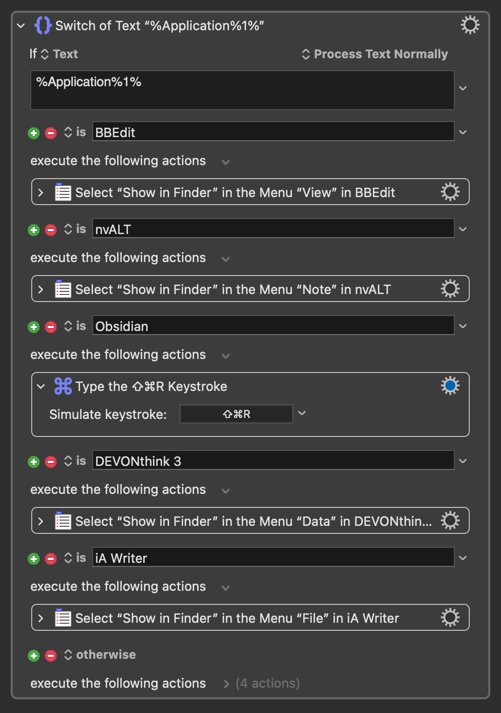 Switch of Text “%Application%1%”
If Text Process Text Normally
%Application%1%
is BBEdit
execute the following actions
Select “Show in Finder” in the Menu “View” in BBEdit
is nvALT
execute the following actions
Select “Show in Finder” in the Menu “Note” in nvALT
is Obsidian
execute the following actions
Type the ⇧⌘R Keystroke
Simulate keystroke: ⇧⌘R
is DEVONthink 3
execute the following actions
Select “Show in Finder” in the Menu “Data” in DEVONthin...
is iA Writer
execute the following actions
Select “Show in Finder” in the Menu “File” in iA Writer
otherwise
execute the following actions (4 actions)